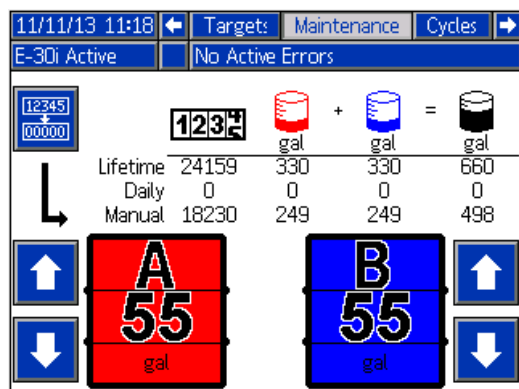 11/11/13 11:18 Targets Maintenance Cycles
E-30i Active No Active Errors
12345
00000
123
+ =
gal gal gal
Lifetime 24159 330 330 660
Daily 0 0 0 0
Manual 18230 249 249 498
A B
55 55
gal gal